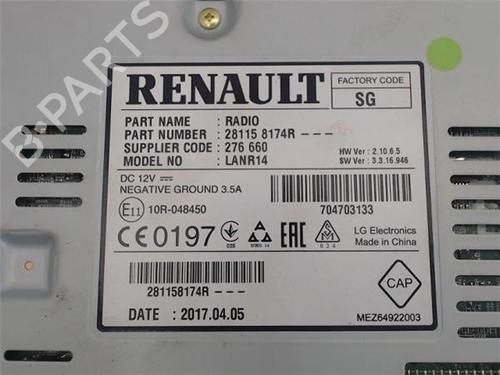 B-PARTS
RENAULT
FACTORY CODE
SG
PART NAME : RADIO
PART NUMBER : 28115 8174R ---
SUPPLIER CODE : 276 660
MODEL NO : LANR14
HW Ver : 2.10.6.5
SW Ver : 3,3.16.946
DC 12V
NEGATIVE GROUND 3.5A
E11 10R-048450
704703133
CE0197
028
EAC
024
LG Electronics
Made in China
281158174R ---
DATE : 2017.04.05
CAP
MEZ64922003